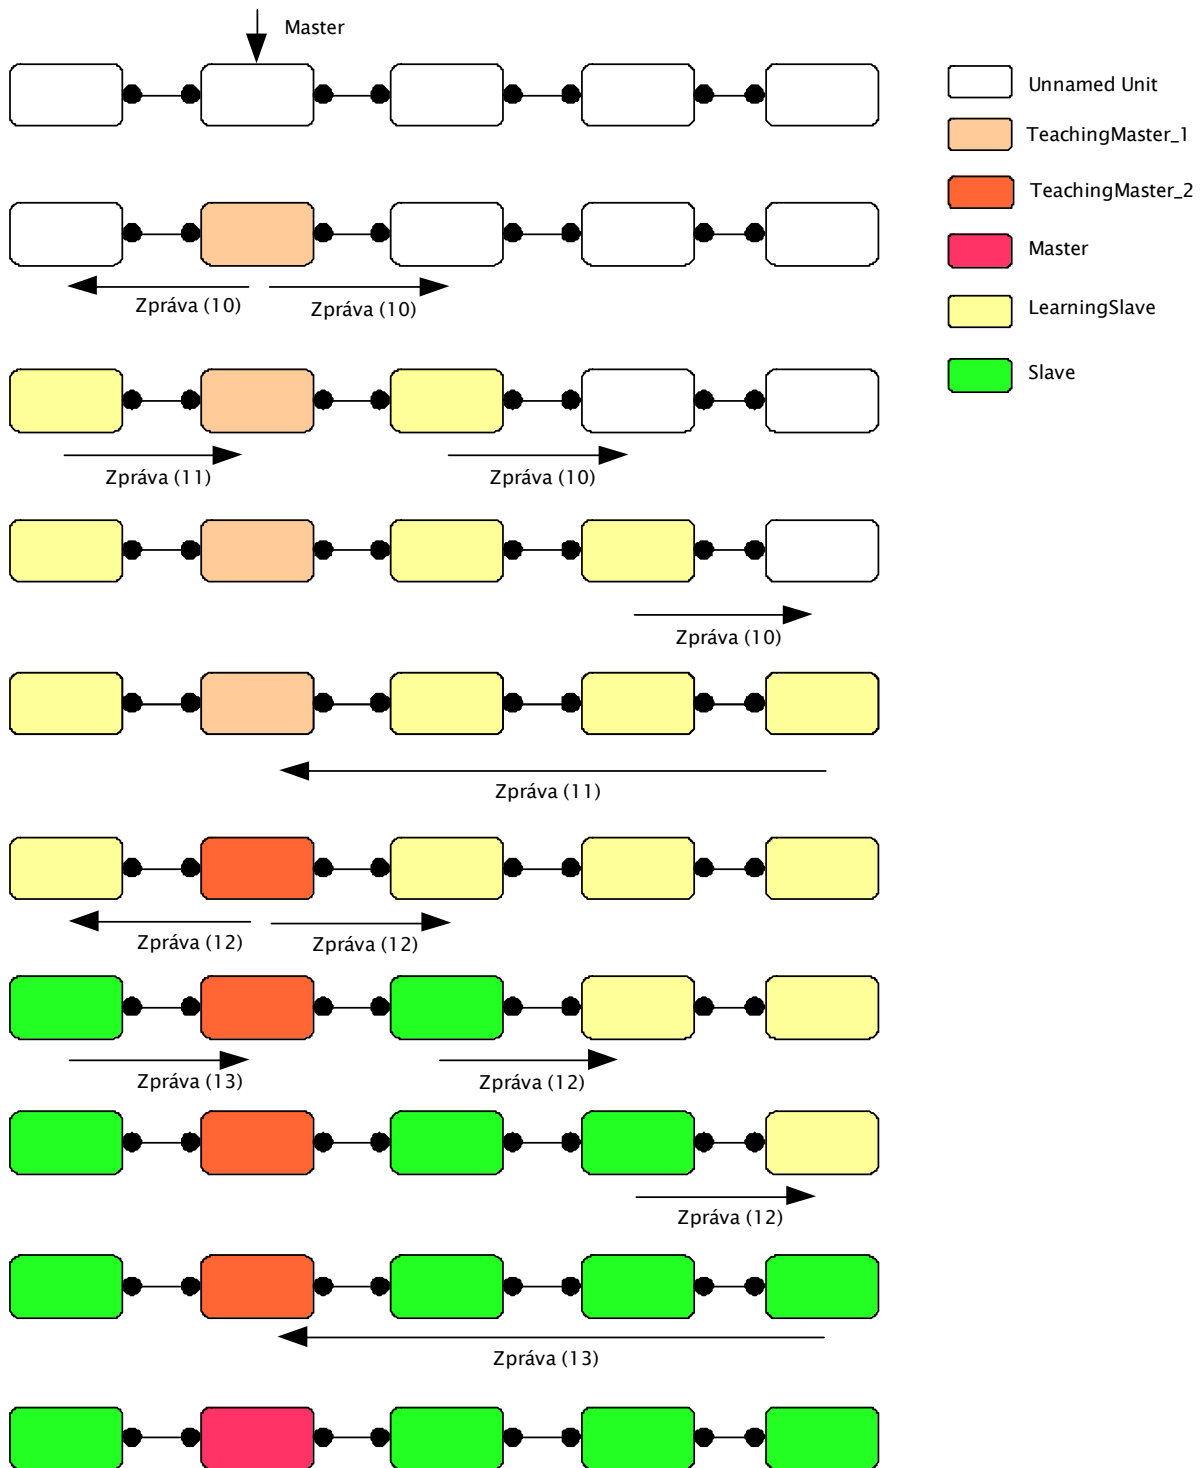 Master
Unnamed Unit
TeachingMaster_1
TeachingMaster_2
Master
LearningSlave
Slave
Zpráva (10)
Zpráva (10)
Zpráva (11)
Zpráva (10)
Zpráva (10)
Zpráva (11)
Zpráva (12)
Zpráva (12)
Zpráva (13)
Zpráva (12)
Zpráva (12)
Zpráva (13)